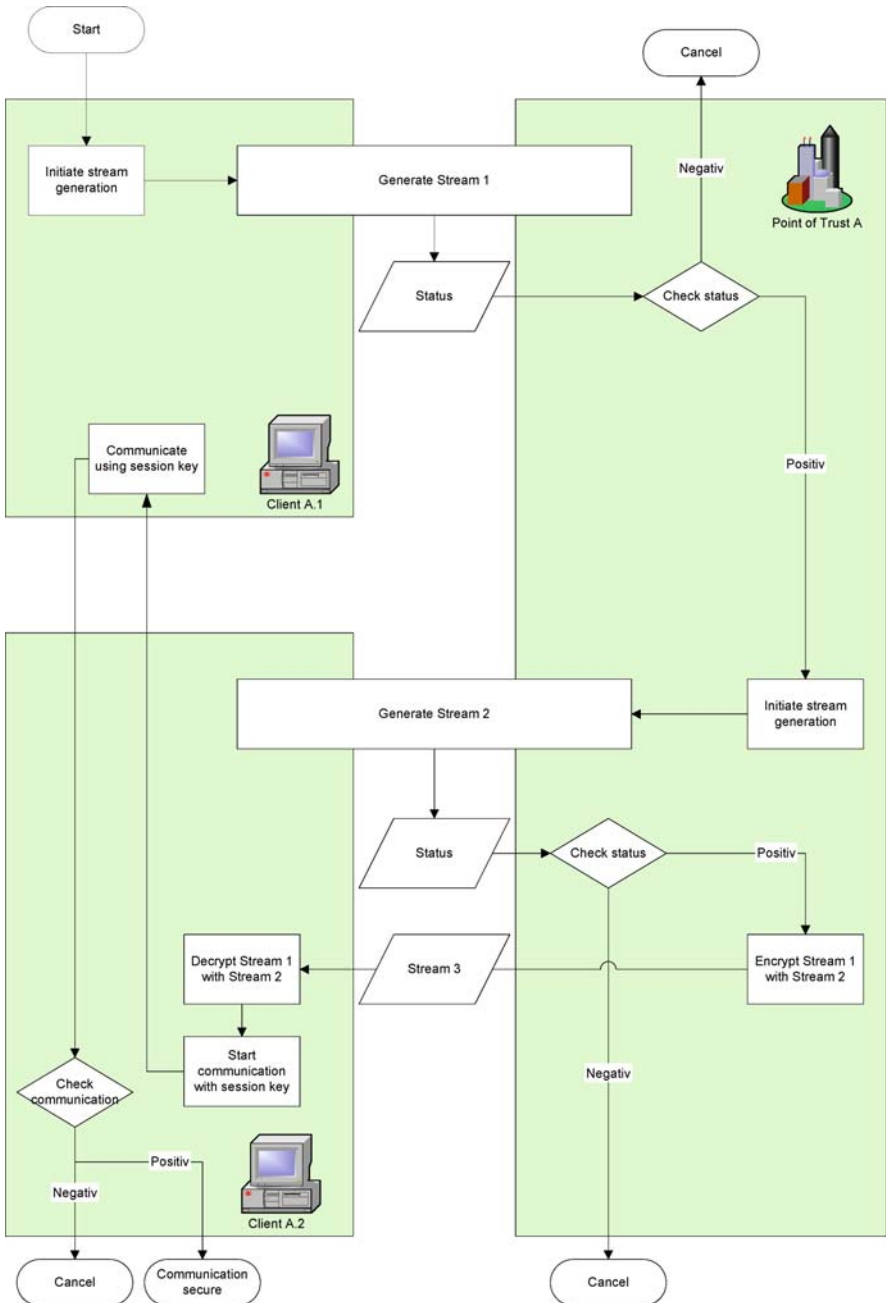 Start
Cancel
Initiate stream
generation
Generate Stream 1
Negativ
Point of Trust A
Status
Check status
Communicate
using session key
Positiv
Client A.1
Generate Stream 2
Initiate stream
generation
Status
Check status
Positiv
Decrypt Stream 1
with Stream 2
Stream 3
Encrypt Stream 1
with Stream 2
Start
communication
with session key
Negativ
Check
communication
Positiv
Negativ
Client A.2
Cancel
Communication
secure
Cancel